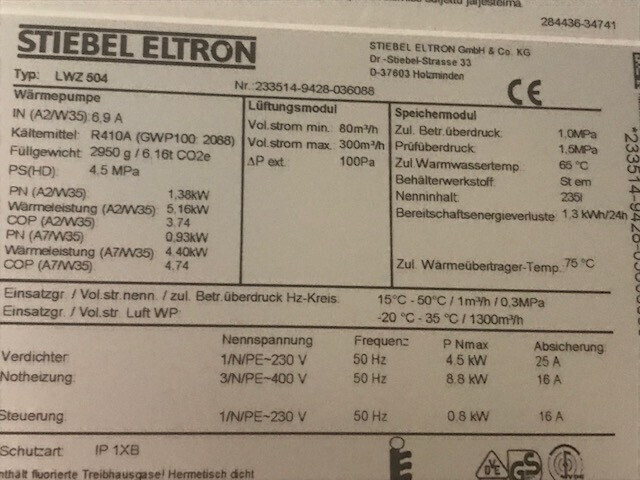 suljettu järjestelmä
284436-34741
STIEBEL ELTRON
STIEBEL ELTRON GmbH & Co. KG
Dr.-Stiebel-Strasse 33
D-37603 Holzminden
Typ: LWZ 504
Nr.:233514-9428-036088
CE
Wärmepumpe
IN (A2/W35): 6,9 A
Kältemittel: R410A (GWP100: 2088)
Füllgewicht: 2950 g / 6.16t CO2e
PS(HD): 4.5 MPa
PN (A2/W35) 1,38kW
Wärmeleistung (A2/W35) 5,16kW
COP (A2/W35) 3.74
PN (A7/W35) 0,93kW
Wärmeleistung (A7/W35) 4,40kW
COP (A7/W35) 4,74
Lüftungsmodul
Vol.strom min. 80m³/h
Vol.strom max. 300m³/h
ΔP ext. 100Pa
Speichermodul
Zul. Betr.überdruck: 1,0MPa
Prüfüberdruck: 1,5MPa
Zul.Warmwassertemp: 65 °C
Behälterwerkstoff: St em
Nenninhalt: 235l
Bereitschaftsenergieverluste: 1,3 kWh/24h
Zul. Wärmeübertrager-Temp.: 75 °C
Einsatzgr. / Vol.str.nenn. / zul. Betr.überdruck Hz-Kreis: 15°C - 50°C / 1m³/h / 0,3MPa
Einsatzgr. / Vol.str Luft WP: -20 °C - 35 °C / 1300m³/h
Nennspannung Frequenz P Nmax Absicherung
Verdichter 1/N/PE~230 V 50 Hz 4.5 kW 25 A
Notheizung 3/N/PE~400 V 50 Hz 8.8 kW 16 A
Steuerung 1/N/PE~230 V 50 Hz 0.8 kW 16 A
Schutzart: IP 1XB
nthält fluorierte Treibhausgase! Hermetisch dicht
VDE GS
233514-9428-0360